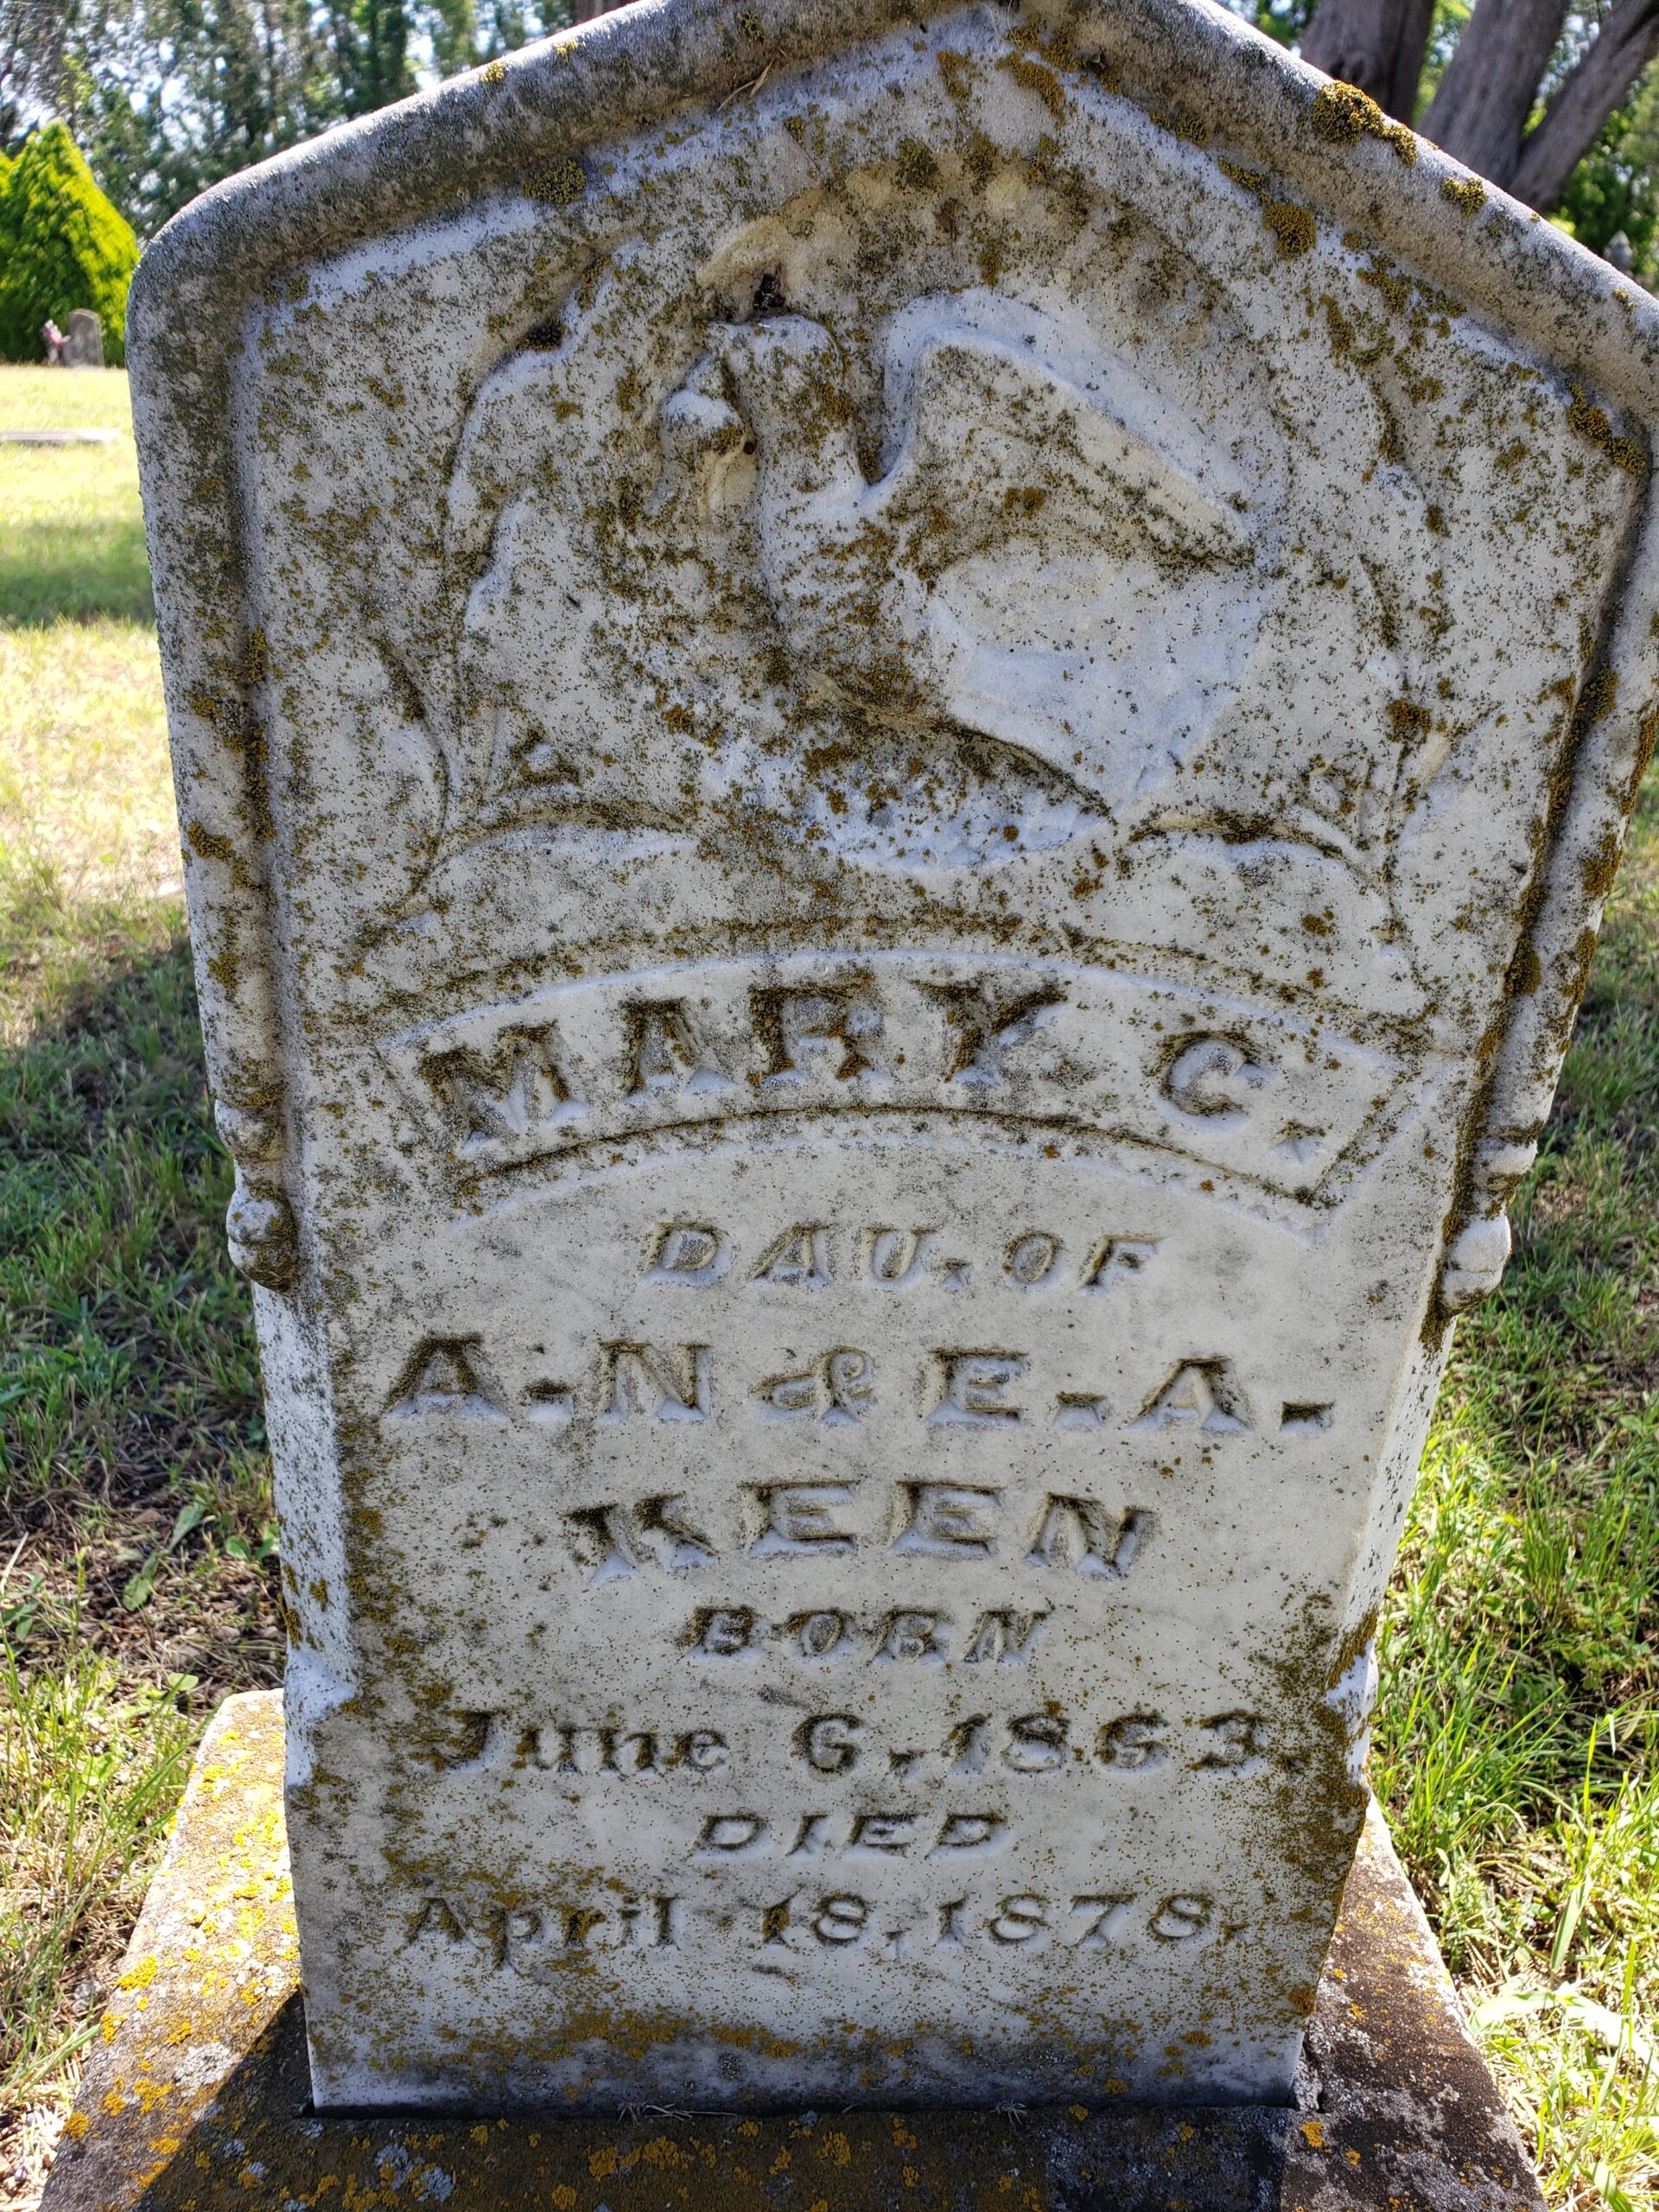 MARY C.
DAU. OF
A. N & E. A.
KEEN
BORN
June 6, 1863.
DIED
April 18, 1878.